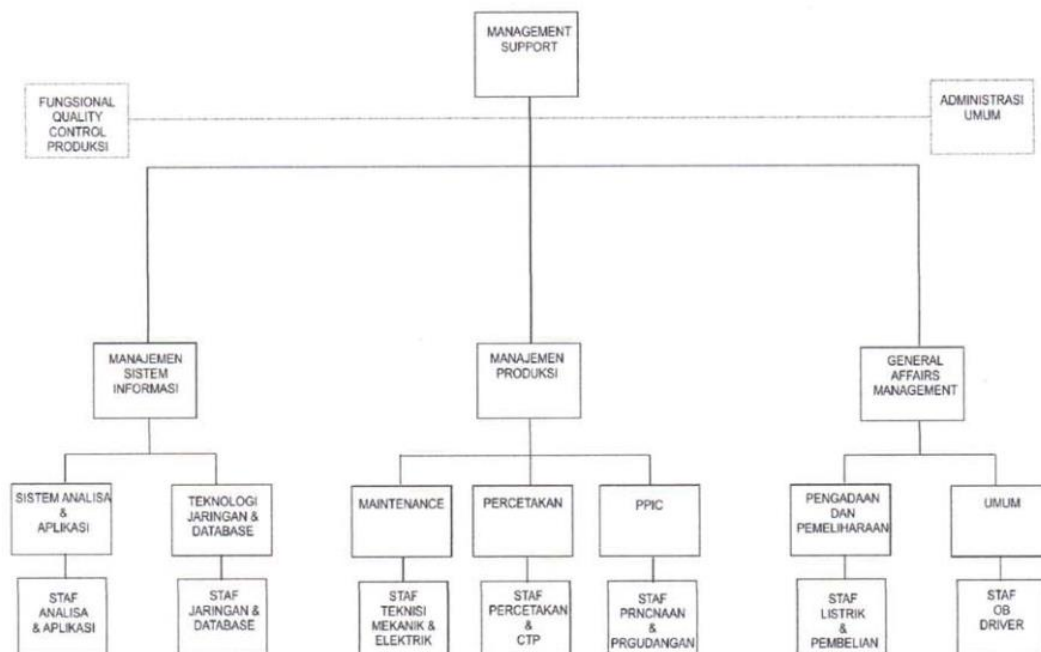 MANAGEMENT
SUPPORT
FUNGSIONAL
QUALITY
CONTROL
PRODUKSI
ADMINISTRASI
UMUM
MANAJEMEN
SISTEM
INFORMASI
MANAJEMEN
PRODUKSI
GENERAL
AFFAIRS
MANAGEMENT
SISTEM ANALISA
&
APLIKASI
TEKNOLOGI
JARINGAN &
DATABASE
MAINTENANCE
PERCETAKAN
PPIC
PENGADAAN
DAN
PEMELIHARAAN
UMUM
STAF
ANALISA
& APLIKASI
STAF
JARINGAN &
DATABASE
STAF
TEKNISI
MEKANIK &
ELEKTRIK
STAF
PERCETAKAN
&
CTP
STAF
PRNCNAAN
&
PRGUDANGAN
STAF
LISTRIK
&
PEMBELIAN
STAF
OB
DRIVER